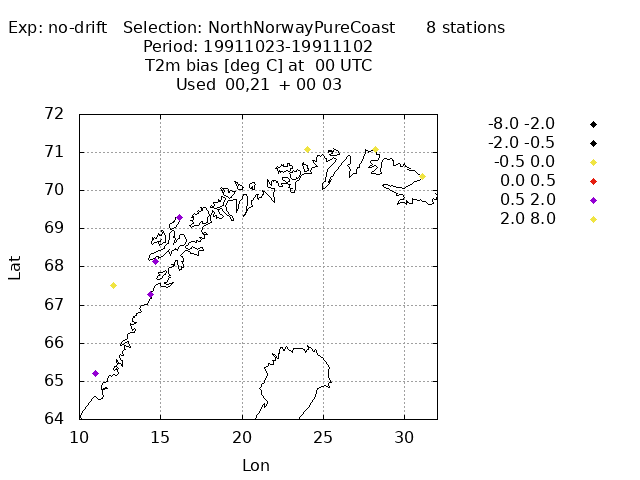 Exp: no-drift   Selection: NorthNorwayPureCoast      8 stations
Period: 19911023-19911102
T2m bias [deg C] at  00 UTC
Used  00,21  + 00 03
72
71
70
69
68
67
66
65
64
10 15 20 25 30
Lat
Lon
-8.0 -2.0
-2.0 -0.5
-0.5 0.0
0.0 0.5
0.5 2.0
2.0 8.0